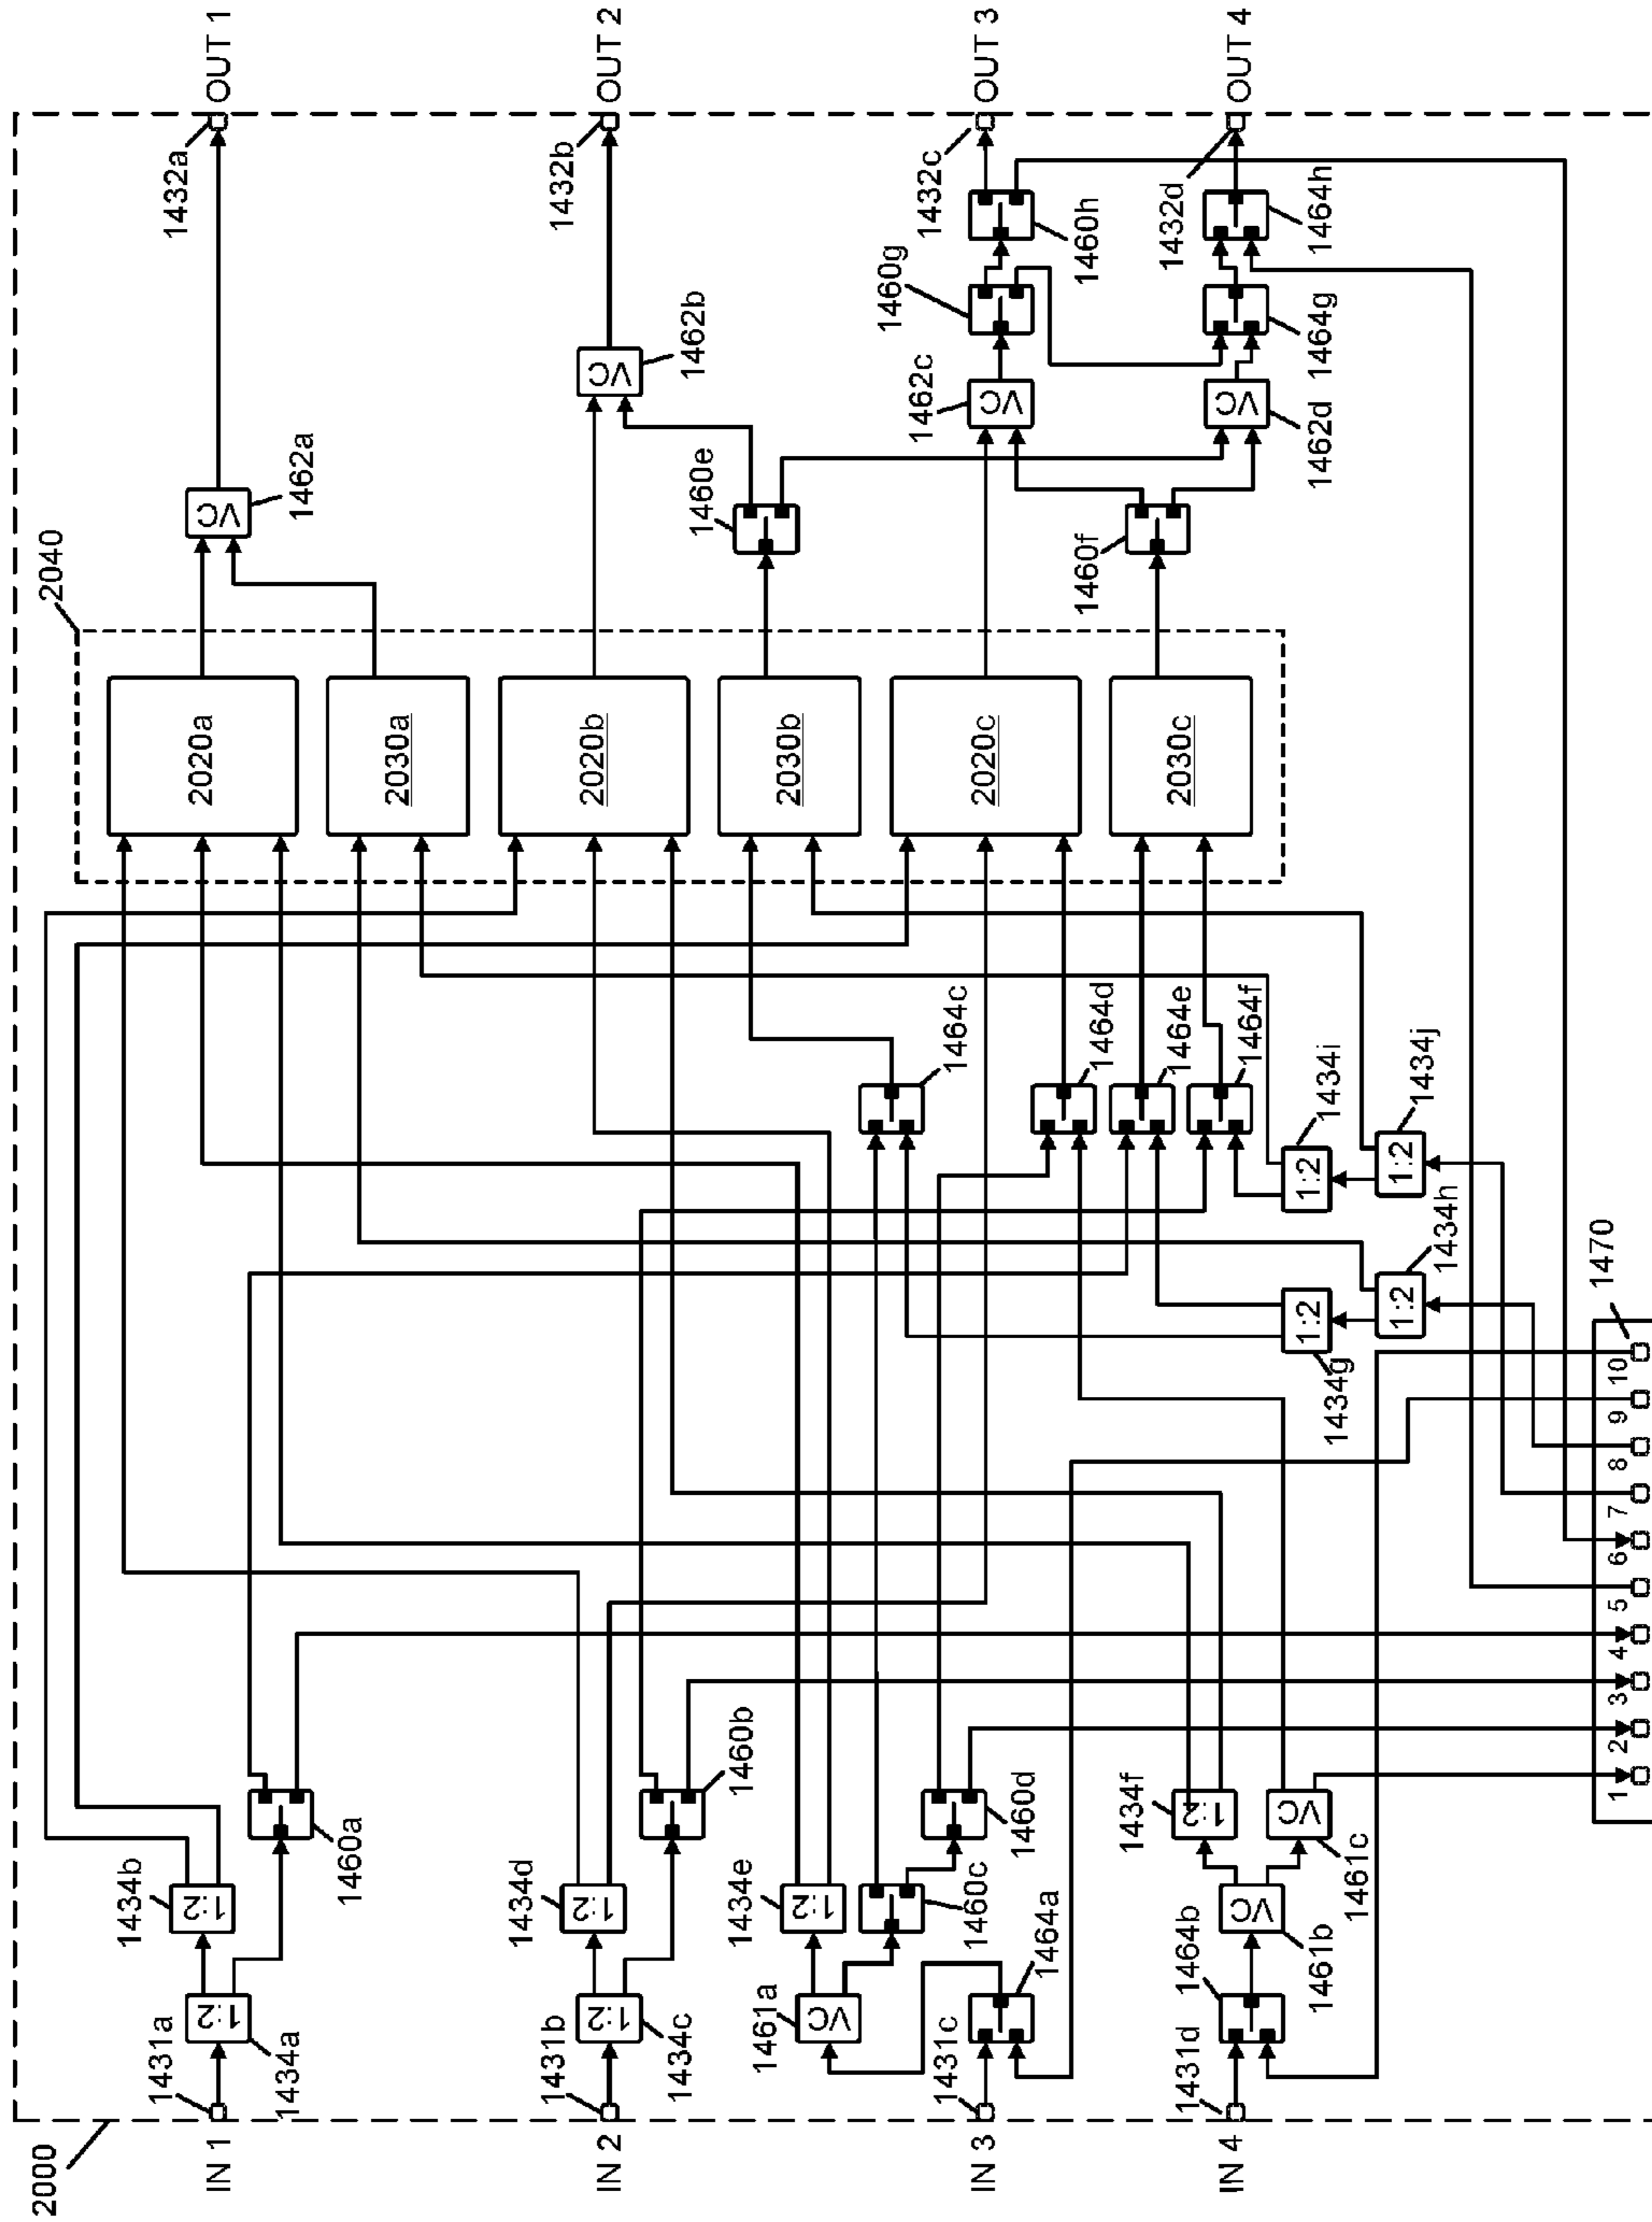 2000
IN 1
1431a
1434a
1434b
1460a
2040
2020a
2030a
VC
1462a
1432a
OUT 1
1:2
1:2
IN 2
1431b
1434c
1434d
1:2
1:2
1460b
2020b
2030b
1460e
VC
1462b
1432b
OUT 2
1461a
VC
1434e
1:2
IN 3
1431c
1464a
1460c
1460d
1464c
1464d
2020c
2030c
1460f
1462c
VC
1460g
1460h
1432c
OUT 3
IN 4
1431d
1464b
VC
1461b
1434f
1:2
VC
1461c
1464e
1464f
VC
1462d
1464g
1464h
1432d
OUT 4
1:2
1434g
1:2
1434h
1:2
1434i
1:2
1434j
1470
1
2
3
4
5
6
7
8
9
10